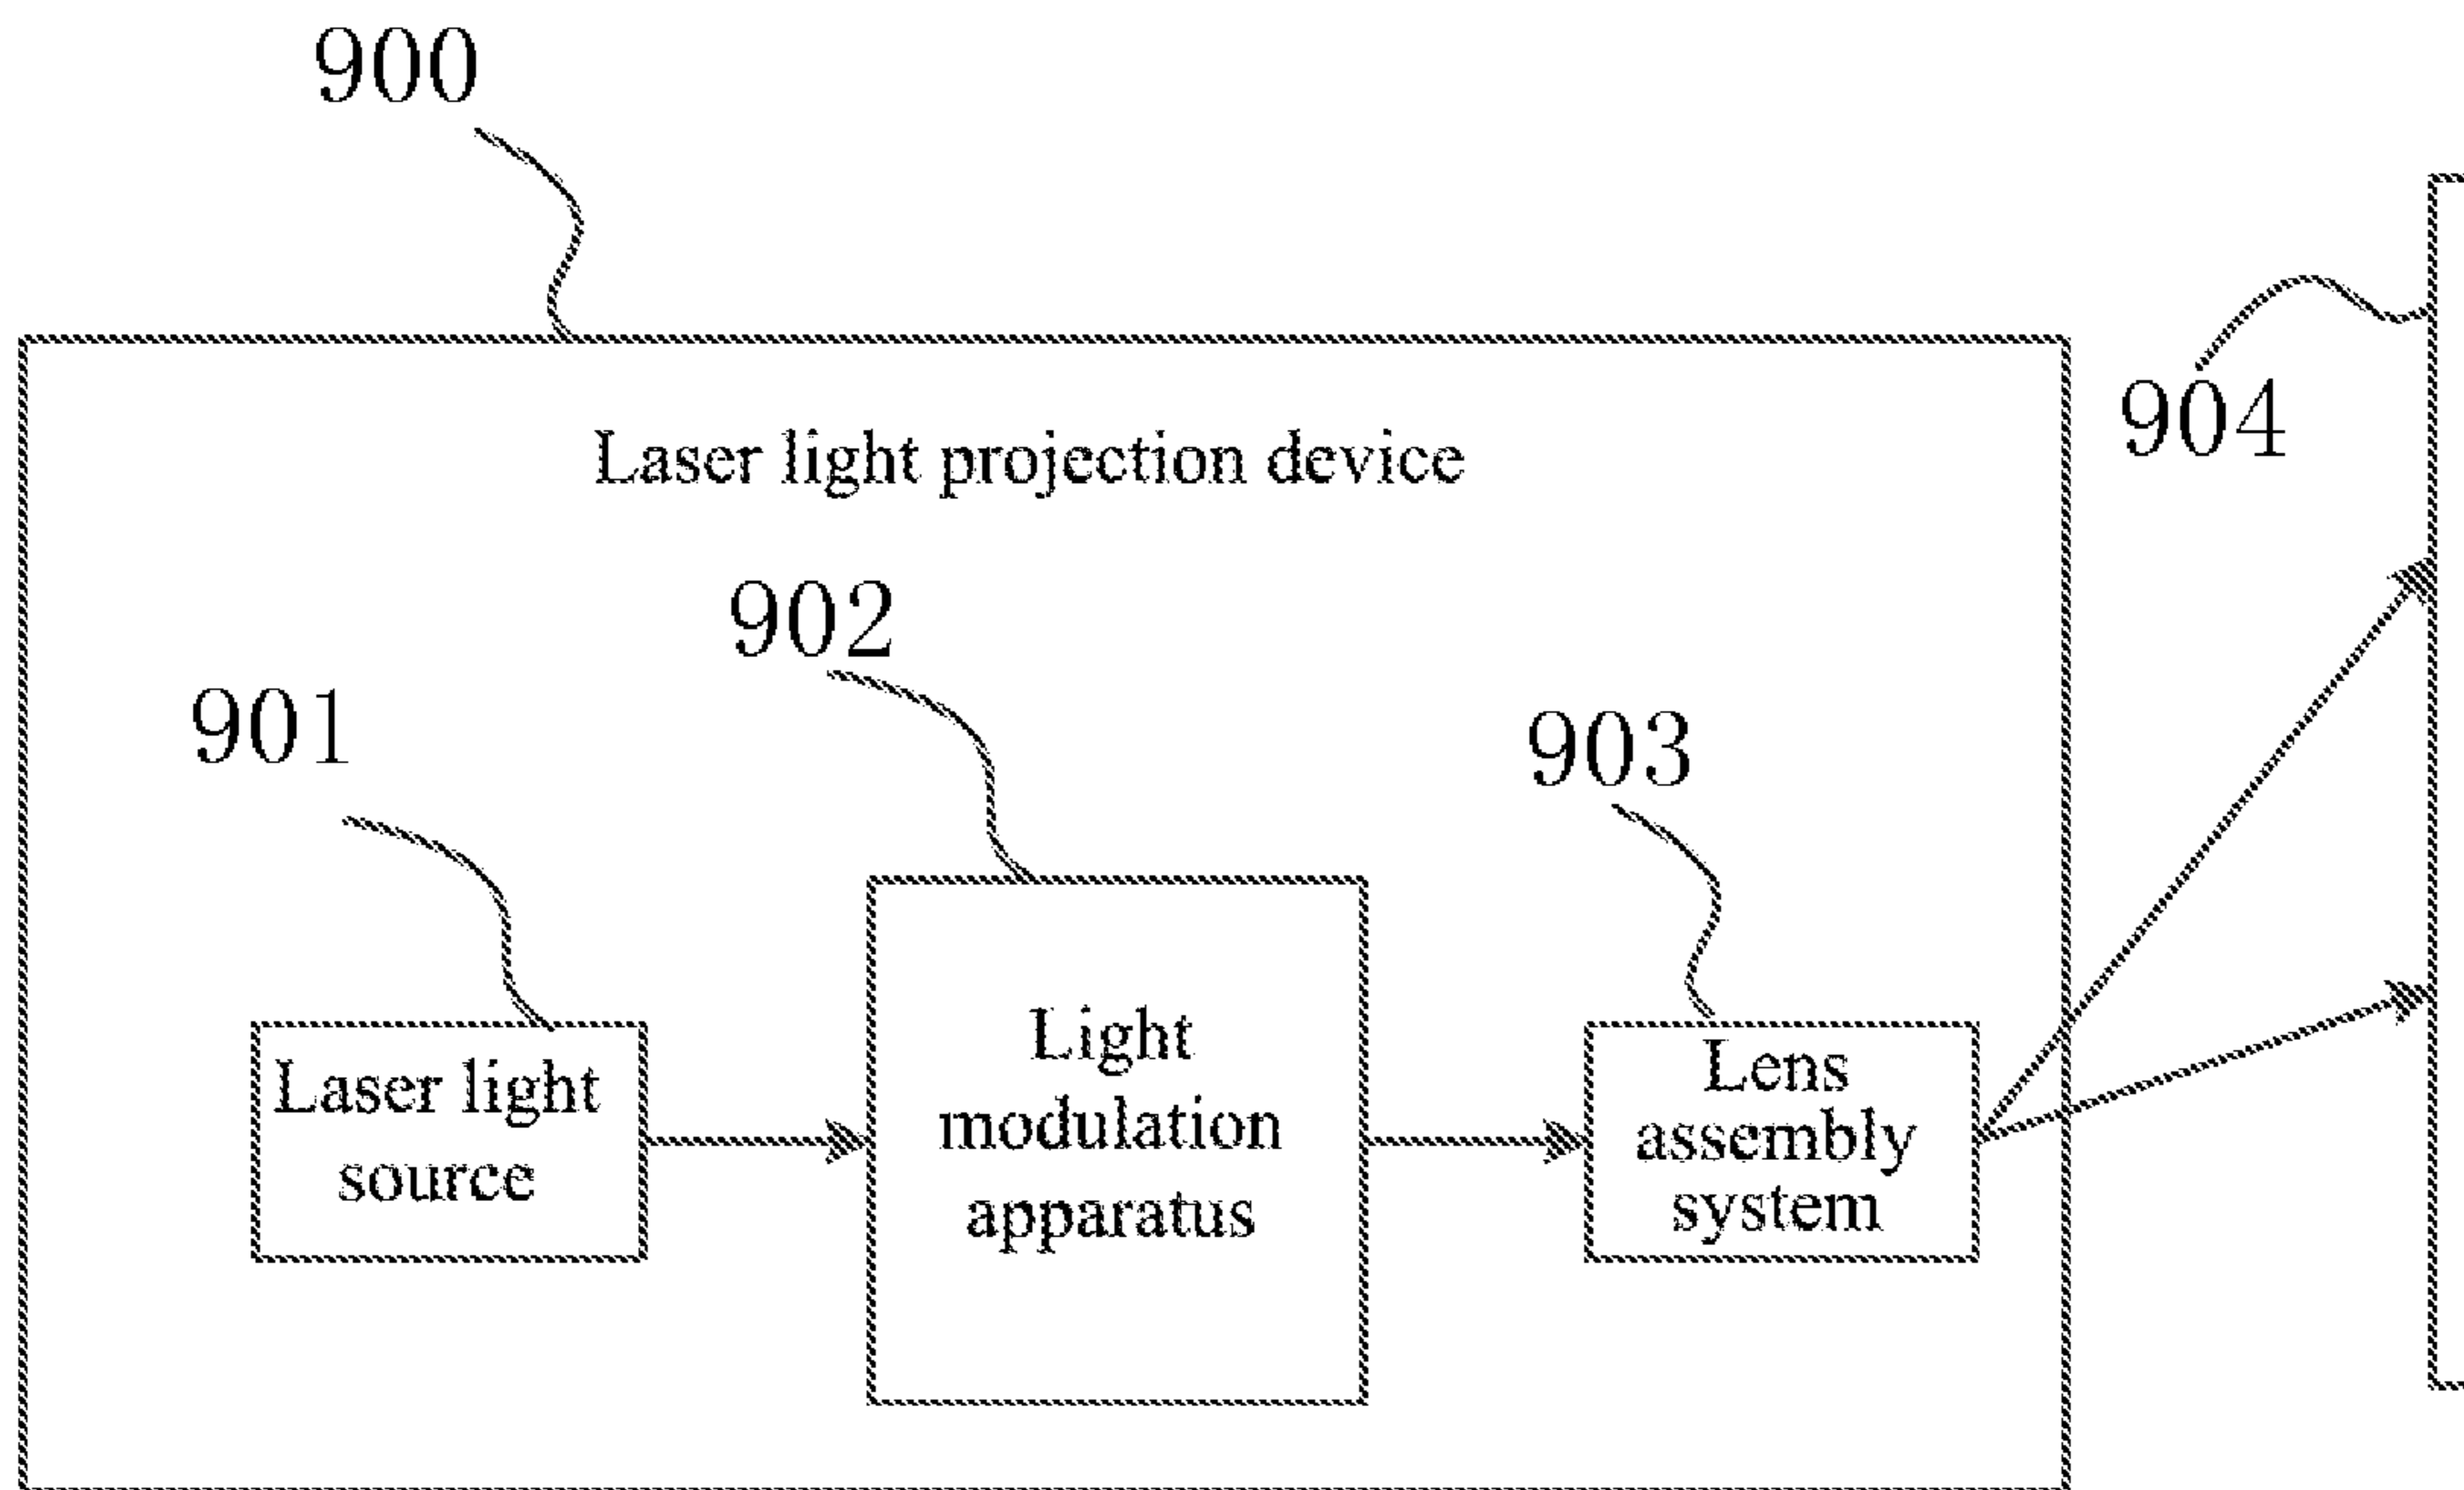 900
904
Laser light projection device
902
901
903
Laser light
source
Light
modulation
apparatus
Lens
assembly
system